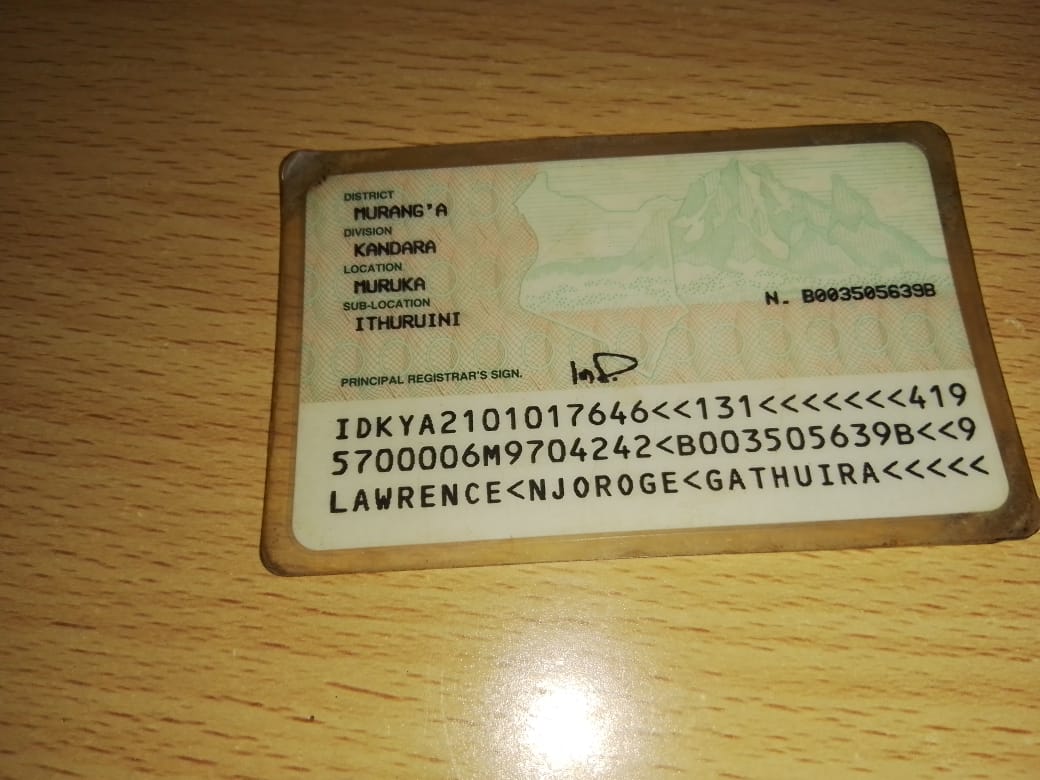 DISTRICT
MURANG'A
DIVISION
KANDARA
LOCATION
MURUKA
SUB-LOCATION
ITHURUINI
N. B003505639B
PRINCIPAL REGISTRAR'S SIGN.
IDKYA2101017646<<131<<<<<<<419
5700006M9704242<B003505639B<<9
LAWRENCE<NJOROGE<GATHUIRA<<<<<